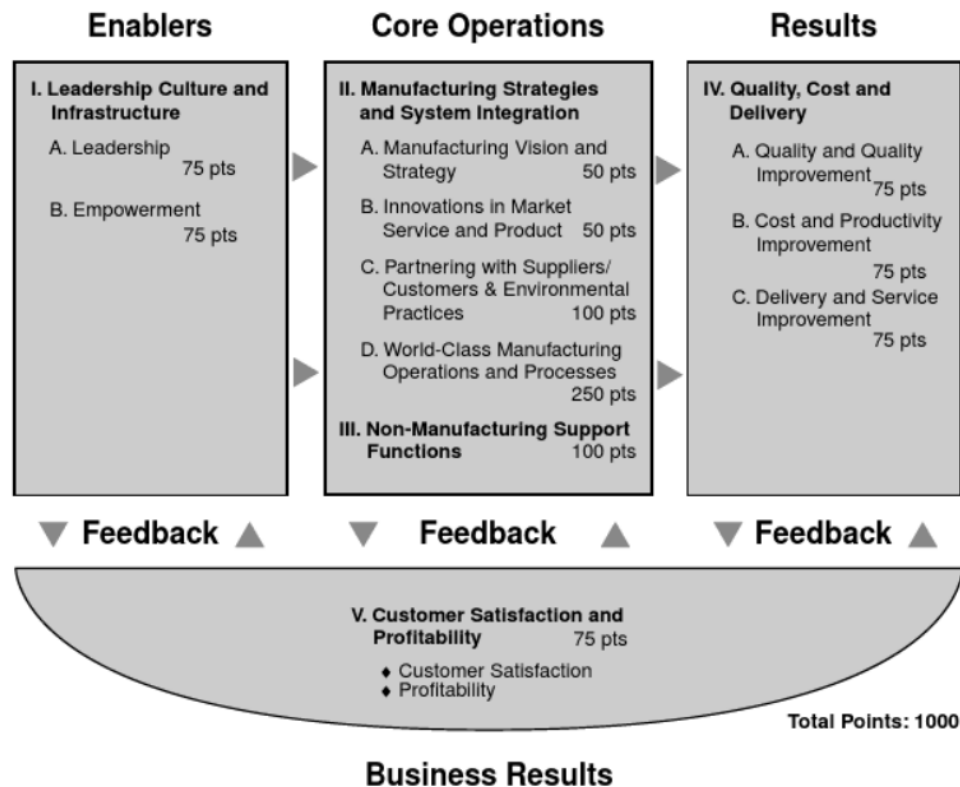 Enablers
I. Leadership Culture and
Infrastructure
A. Leadership
75 pts
B. Empowerment
75 pts
Core Operations
II. Manufacturing Strategies
and System Integration
A. Manufacturing Vision and
Strategy 50 pts
B. Innovations in Market
Service and Product 50 pts
C. Partnering with Suppliers/
Customers & Environmental
Practices 100 pts
D. World-Class Manufacturing
Operations and Processes
250 pts
III. Non-Manufacturing Support
Functions 100 pts
Results
IV. Quality, Cost and
Delivery
A. Quality and Quality
Improvement
75 pts
B. Cost and Productivity
Improvement
75 pts
C. Delivery and Service
Improvement
75 pts
Feedback
Feedback
Feedback
V. Customer Satisfaction and
Profitability 75 pts
♦ Customer Satisfaction
♦ Profitability
Total Points: 1000
Business Results